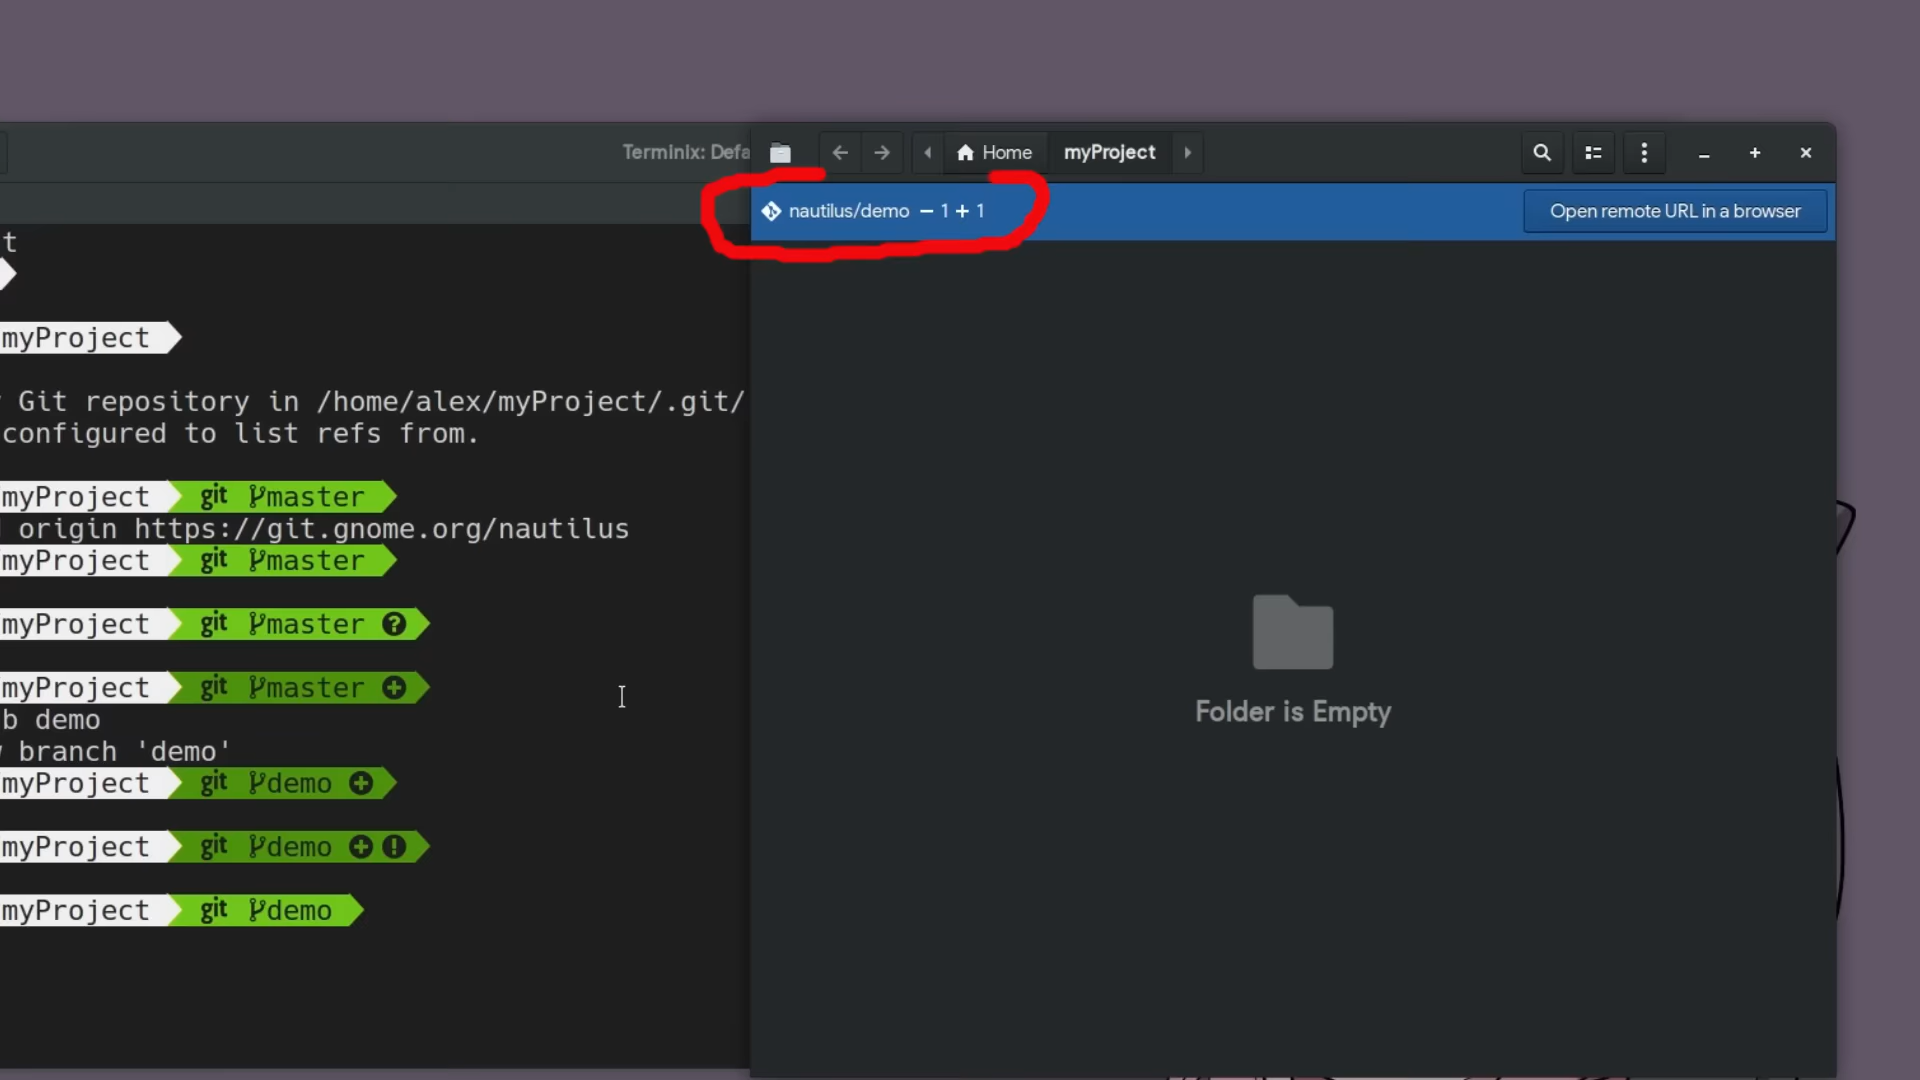 Terminix: Defa
Home
myProject
nautilus/demo − 1 + 1
Open remote URL in a browser
t
myProject
Git repository in /home/alex/myProject/.git/
configured to list refs from.
myProject git master
origin https://git.gnome.org/nautilus
myProject git master
myProject git master ?
myProject git master +
b demo
branch 'demo'
myProject git demo +
myProject git demo + !
myProject git demo
Folder is Empty